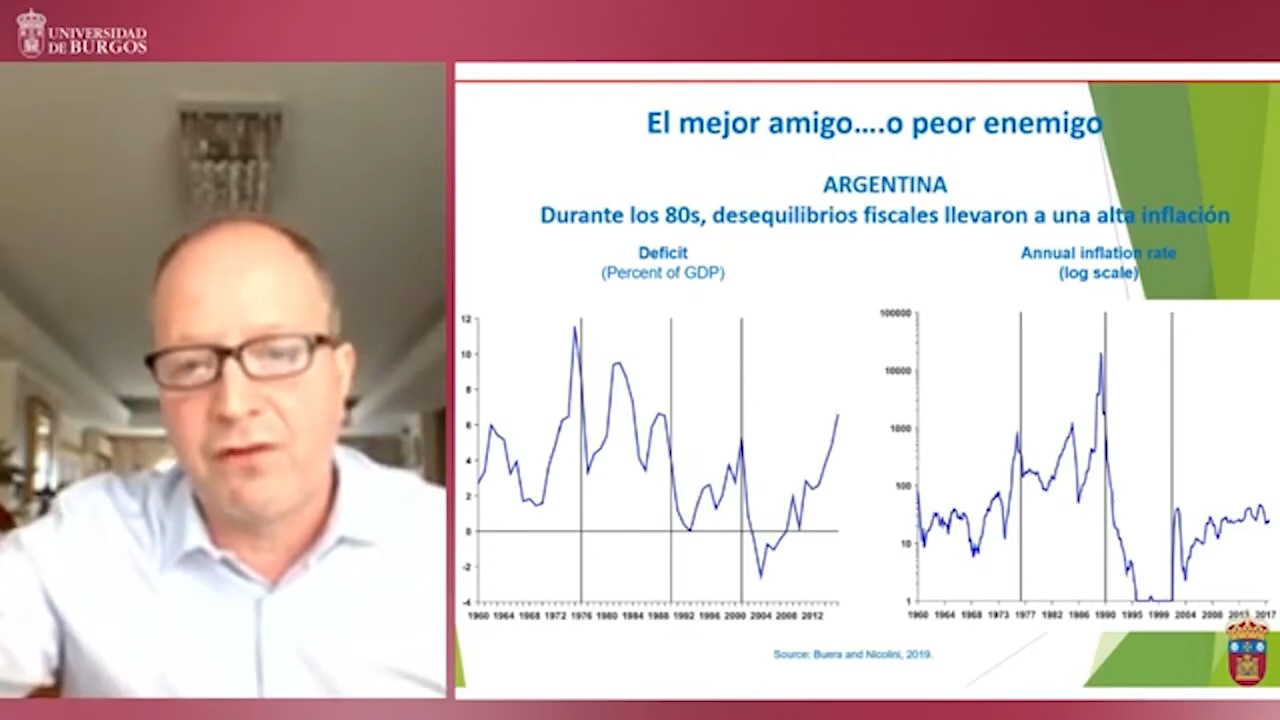 UNIVERSIDAD
DE BURGOS
El mejor amigo....o peor enemigo
ARGENTINA
Durante los 80s, desequilibrios fiscales llevaron a una alta inflación
Deficit
(Percent of GDP)
12
10
8
6
4
2
0
-2
-4
1960 1964 1968 1972 1976 1980 1984 1988 1992 1996 2000 2004 2008 2012
Annual inflation rate
(log scale)
100000
10000
1000
100
10
1
1960 1964 1968 1973 1977 1982 1986 1990 1995 1999 2004 2008 2013 2017
Source: Buera and Nicolini, 2019.